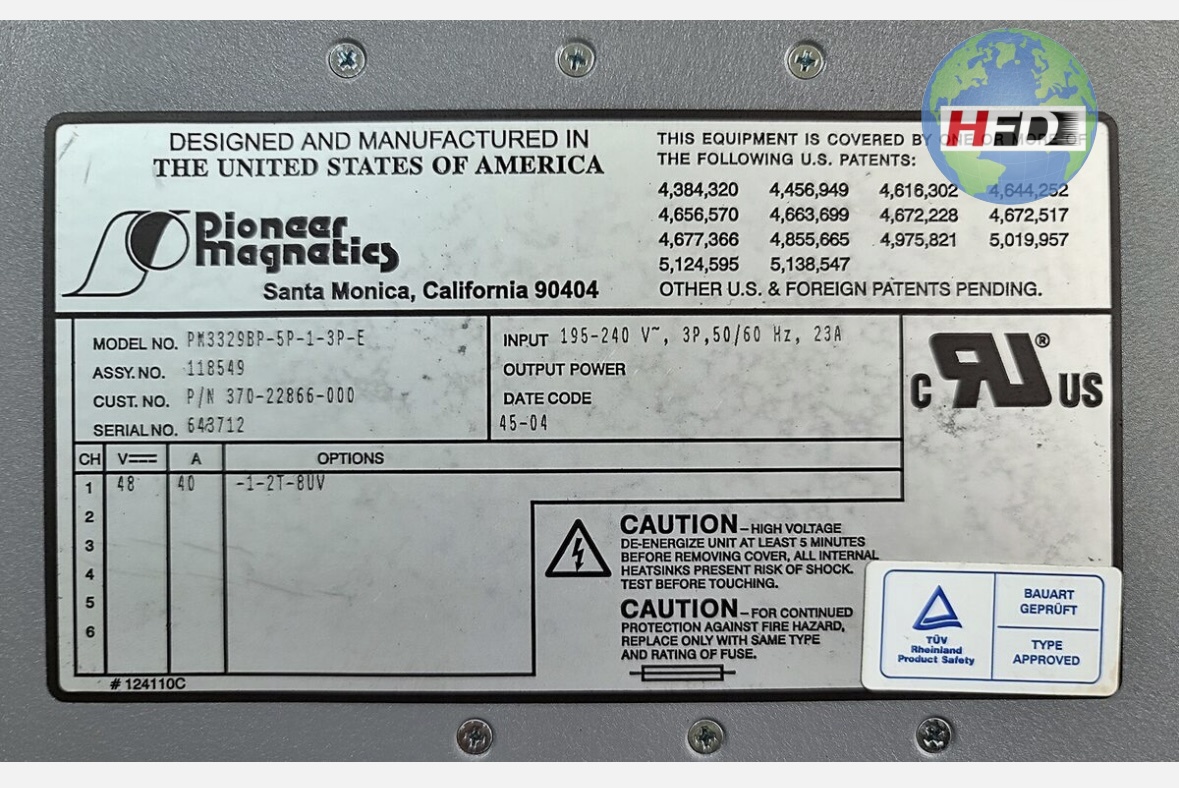 HFD
DESIGNED AND MANUFACTURED IN
THE UNITED STATES OF AMERICA
Pioneer
Magnetics
Santa Monica, California 90404
THIS EQUIPMENT IS COVERED BY ONE OR MORE OF
THE FOLLOWING U.S. PATENTS:
4,384,320 4,456,949 4,616,302 4,644,252
4,656,570 4,663,699 4,672,228 4,672,517
4,677,366 4,855,665 4,975,821 5,019,957
5,124,595 5,138,547
OTHER U.S. & FOREIGN PATENTS PENDING.
MODEL NO. PM3329BP-5P-1-3P-E
ASSY. NO. 118549
CUST. NO. P/N 370-22866-000
SERIAL NO. 643712
INPUT 195-240 V~, 3P,50/60 Hz, 23A
OUTPUT POWER
DATE CODE
45-04
C RU® US
CH V A OPTIONS
1 48 40 -1-2T-8UV
2
3
4
5
6
# 124110C
CAUTION – HIGH VOLTAGE
DE-ENERGIZE UNIT AT LEAST 5 MINUTES
BEFORE REMOVING COVER, ALL INTERNAL
HEATSINKS PRESENT RISK OF SHOCK.
TEST BEFORE TOUCHING.
CAUTION – FOR CONTINUED
PROTECTION AGAINST FIRE HAZARD,
REPLACE ONLY WITH SAME TYPE
AND RATING OF FUSE.
TÜV
Rheinland
Product Safety
BAUART
GEPRÜFT
TYPE
APPROVED